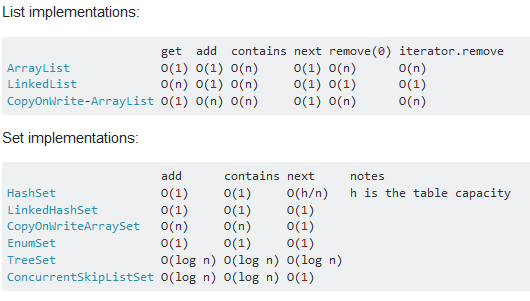 List implementations:
get add contains next remove(0) iterator.remove
ArrayList O(1) O(1) O(n) O(1) O(n) O(n)
LinkedList O(n) O(1) O(n) O(1) O(1) O(1)
CopyOnWrite-ArrayList O(1) O(n) O(n) O(1) O(n) O(n)
Set implementations:
add contains next notes
HashSet O(1) O(1) O(h/n) h is the table capacity
LinkedHashSet O(1) O(1) O(1)
CopyOnWriteArraySet O(n) O(n) O(1)
EnumSet O(1) O(1) O(1)
TreeSet O(log n) O(log n) O(log n)
ConcurrentSkipListSet O(log n) O(log n) O(1)